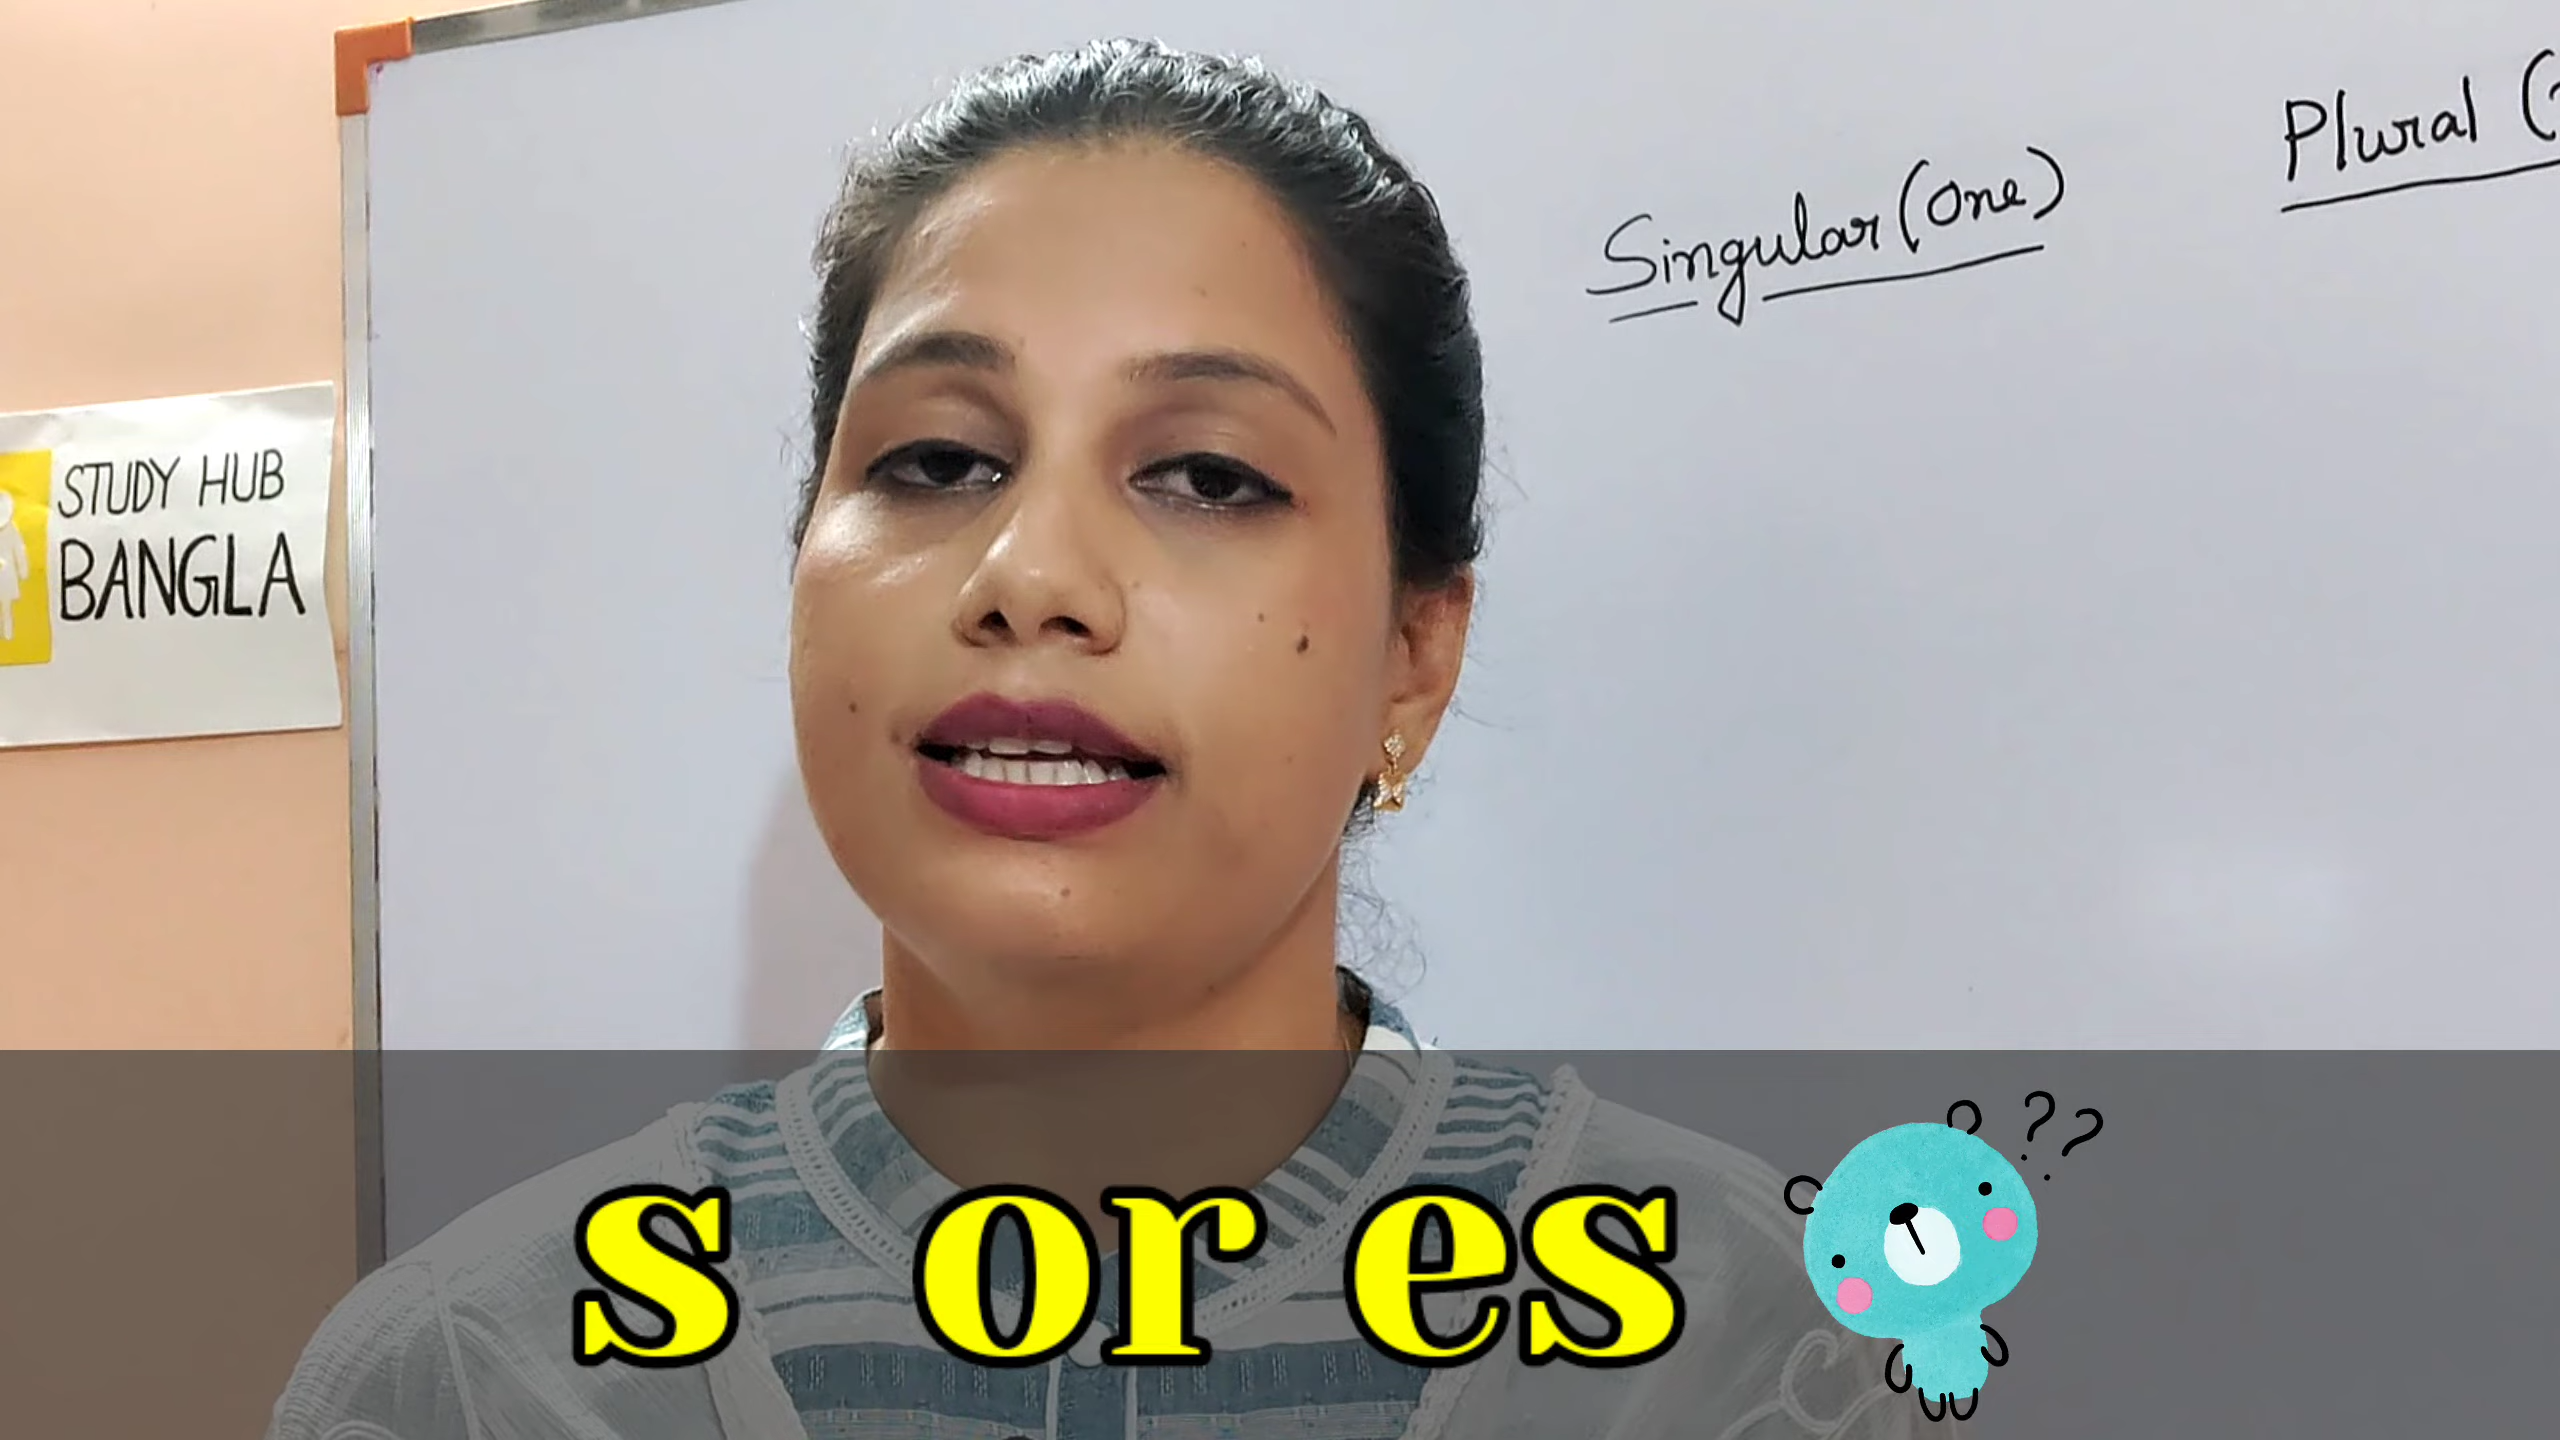 Singular (One)
Plural (
STUDY HUB
BANGLA
s or es
??